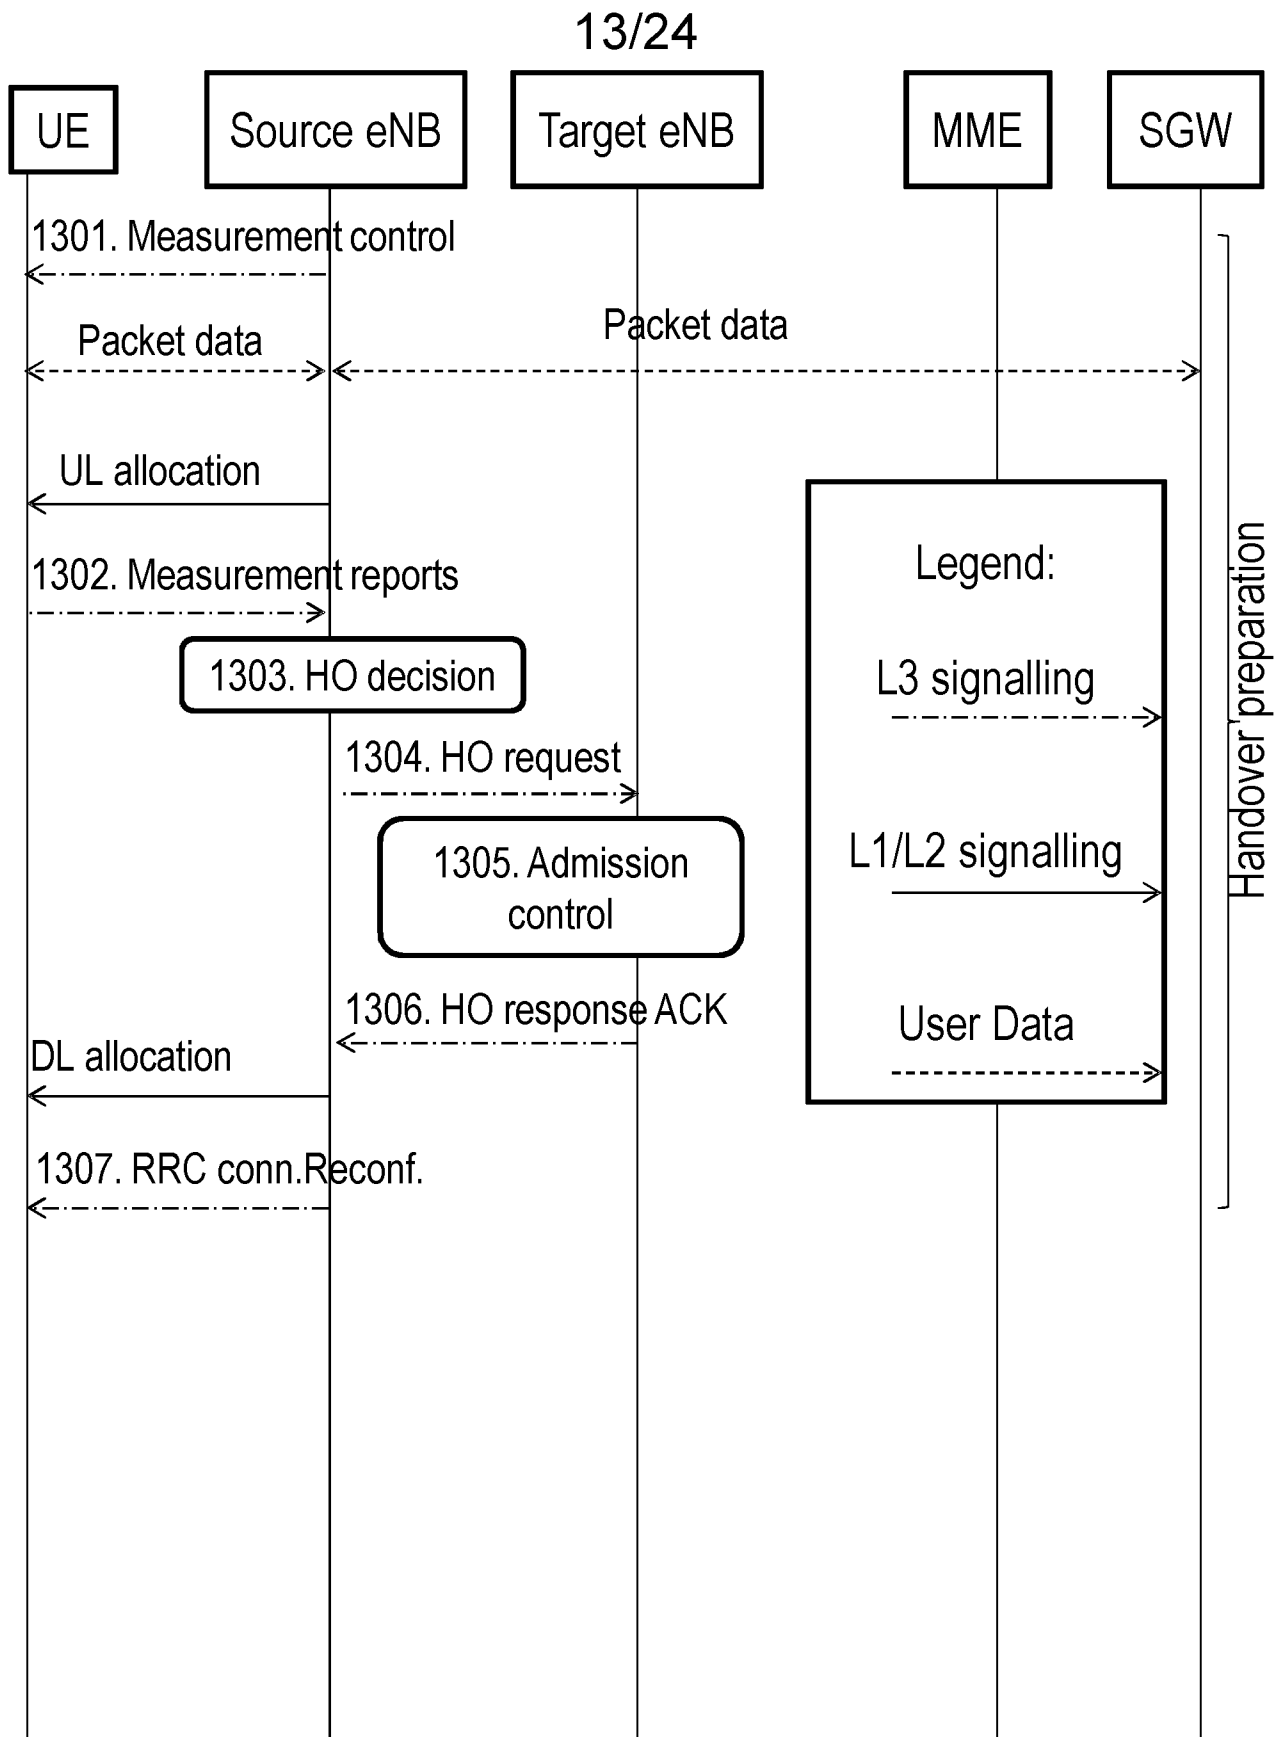 13/24
UE
Source eNB
Target eNB
MME
SGW
1301. Measurement control
Packet data
Packet data
UL allocation
1302. Measurement reports
1303. HO decision
1304. HO request
1305. Admission
control
1306. HO response ACK
DL allocation
1307. RRC conn.Reconf.
Legend:
L3 signalling
L1/L2 signalling
User Data
Handover preparation